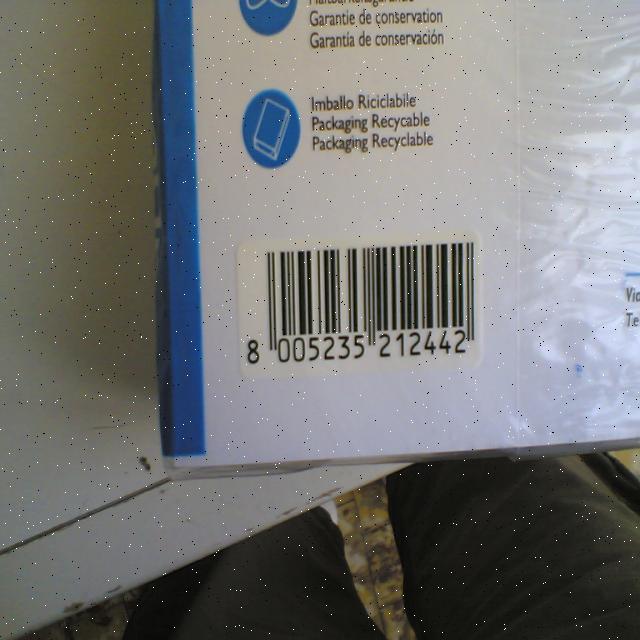 Garantie de conservation
Garantía de conservación
Imballo Riciclabile
Packaging Recycable
Packaging Recyclable
8 005235 212442